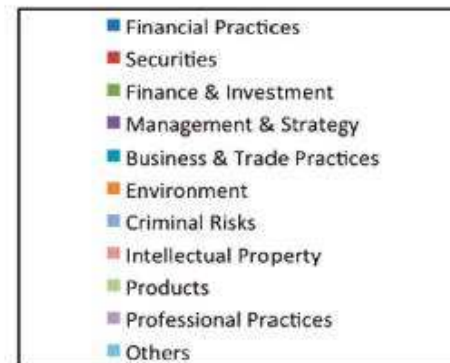 Financial Practices
Securities
Finance & Investment
Management & Strategy
Business & Trade Practices
Environment
Criminal Risks
Intellectual Property
Products
Professional Practices
Others